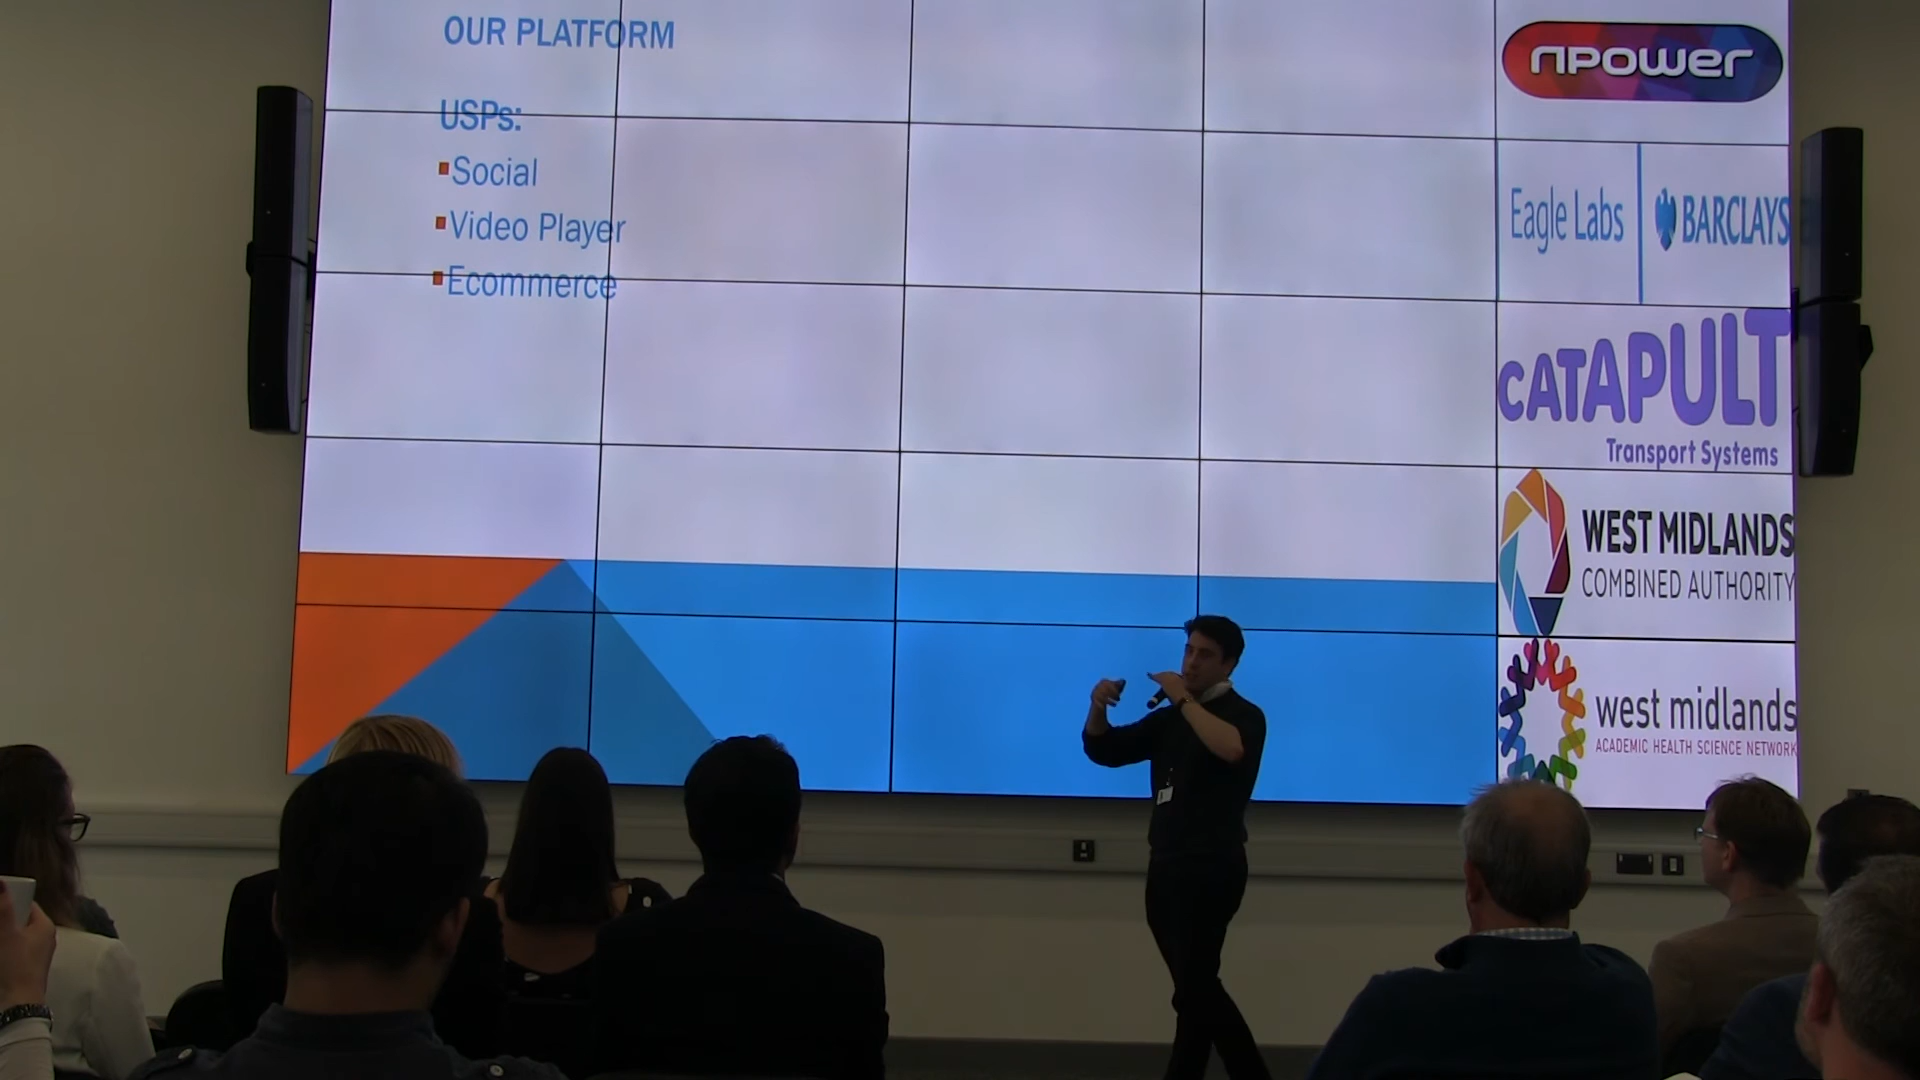 OUR PLATFORM
USPs:
Social
Video Player
Ecommerce
npower
Eagle Labs
BARCLAYS
CATAPULT
Transport Systems
WEST MIDLANDS
COMBINED AUTHORITY
west midlands
ACADEMIC HEALTH SCIENCE NETWORK